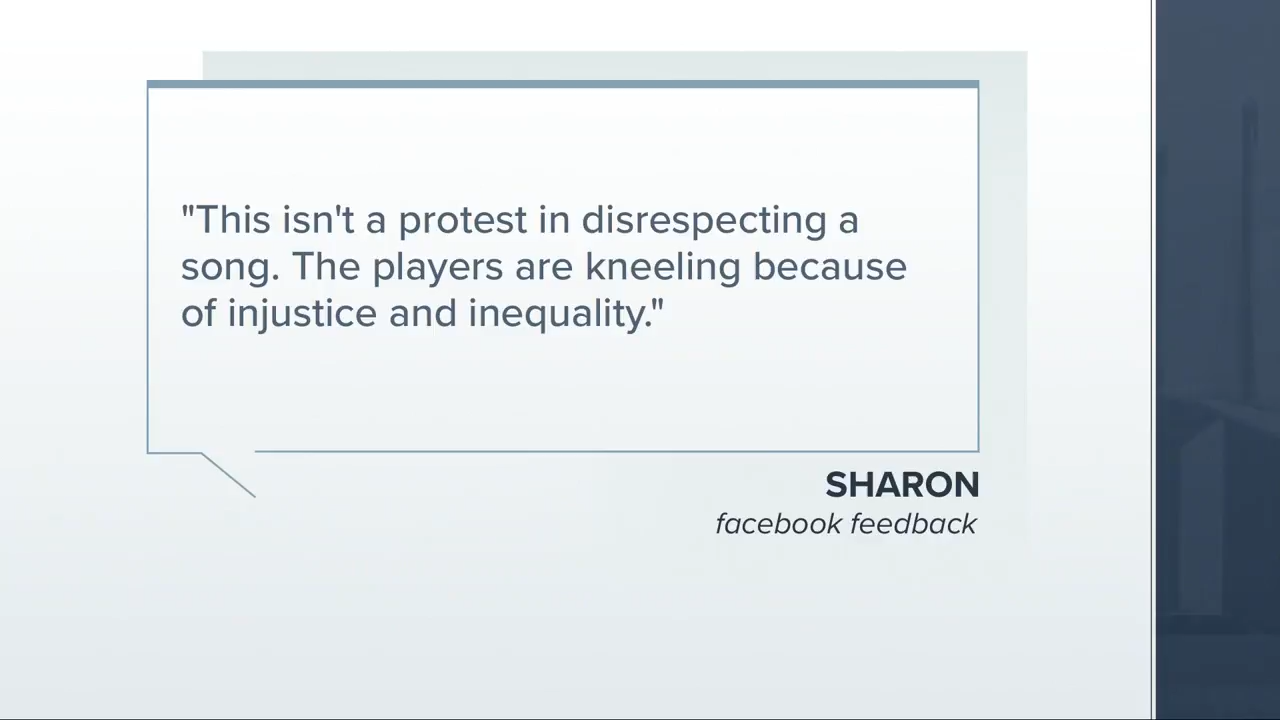 "This isn't a protest in disrespecting a
song. The players are kneeling because
of injustice and inequality."
SHARON
facebook feedback